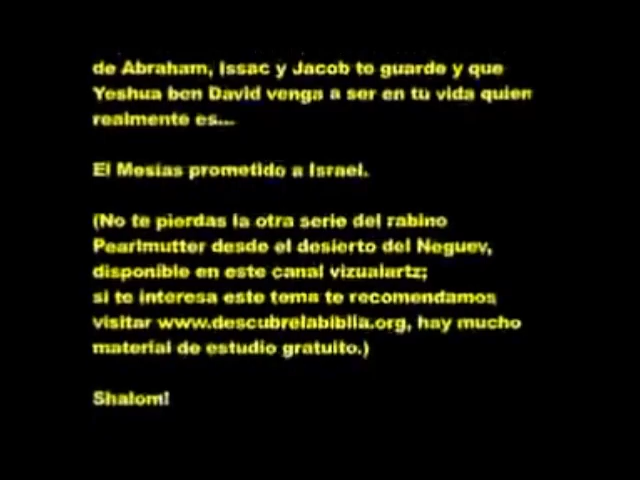 de Abraham, Issac y Jacob te guarde y que
Yeshua ben David venga a ser en tu vida quien
realmente es...
El Mesías prometido a Israel.
(No te pierdas la otra serie del rabino
Pearlmutter desde el desierto del Neguev,
disponible en este canal vizualartz;
si te interesa este tema te recomendamos
visitar www.descubrelabiblia.org, hay mucho
material de estudio gratuito.)
Shalom!